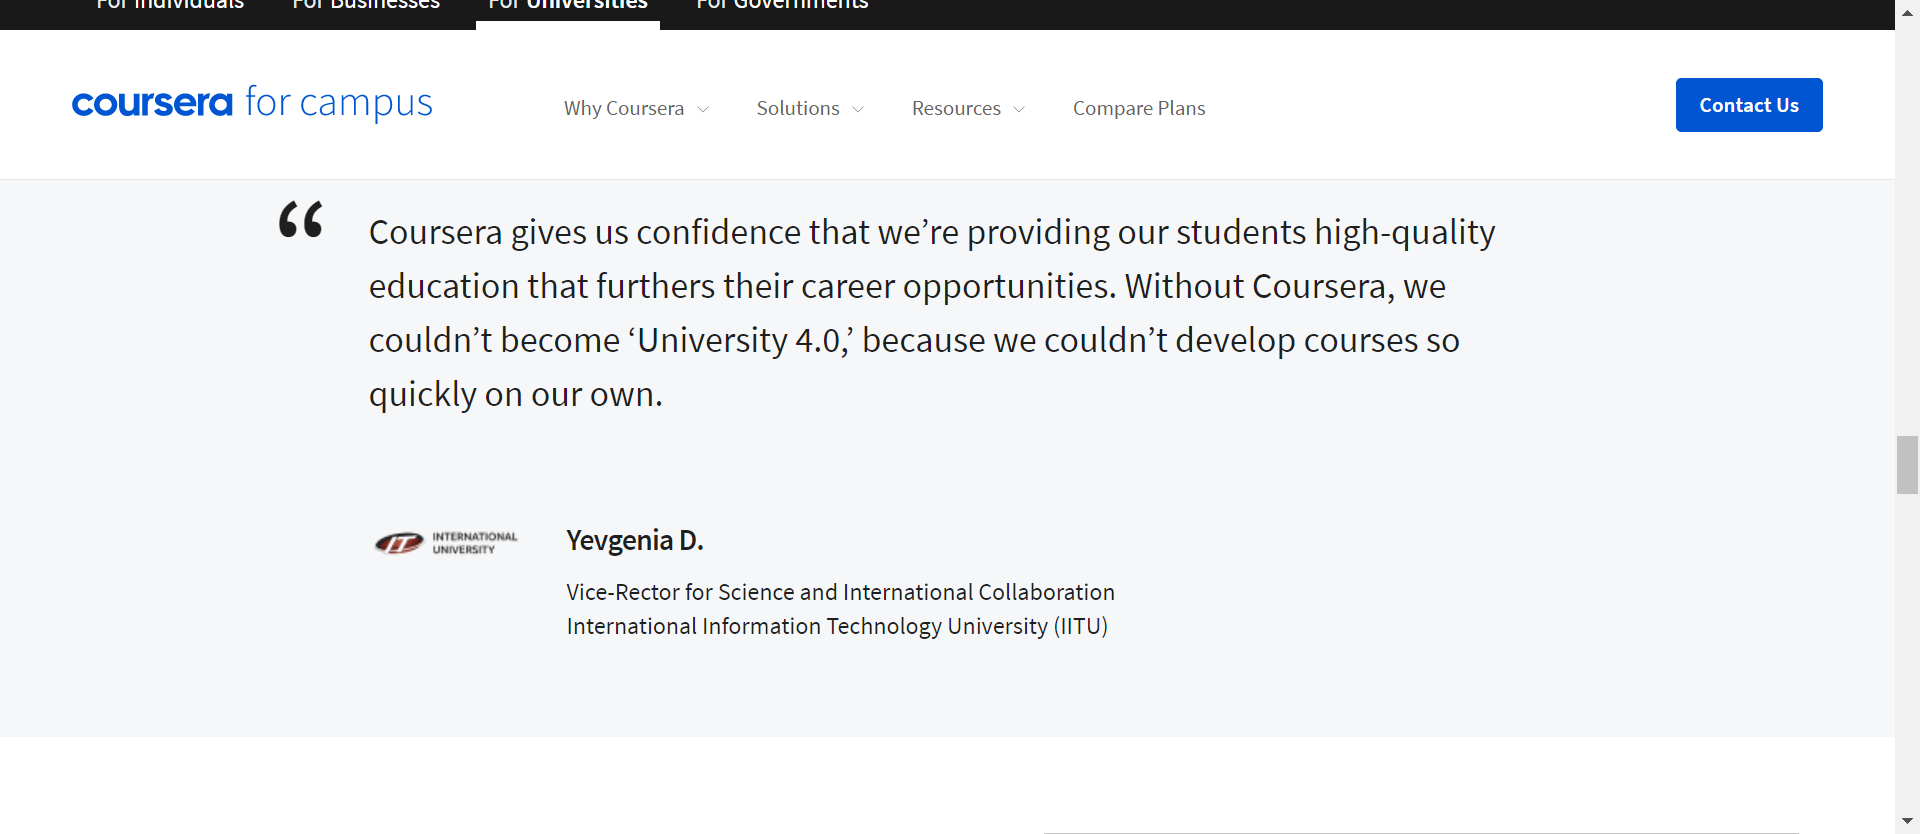 For Individuals For Businesses For Universities For Governments
coursera for campus
Why Coursera Solutions Resources Compare Plans
Contact Us
“
Coursera gives us confidence that we’re providing our students high-quality
education that furthers their career opportunities. Without Coursera, we
couldn’t become ‘University 4.0,’ because we couldn’t develop courses so
quickly on our own.
IT INTERNATIONAL
UNIVERSITY
Yevgenia D.
Vice-Rector for Science and International Collaboration
International Information Technology University (IITU)